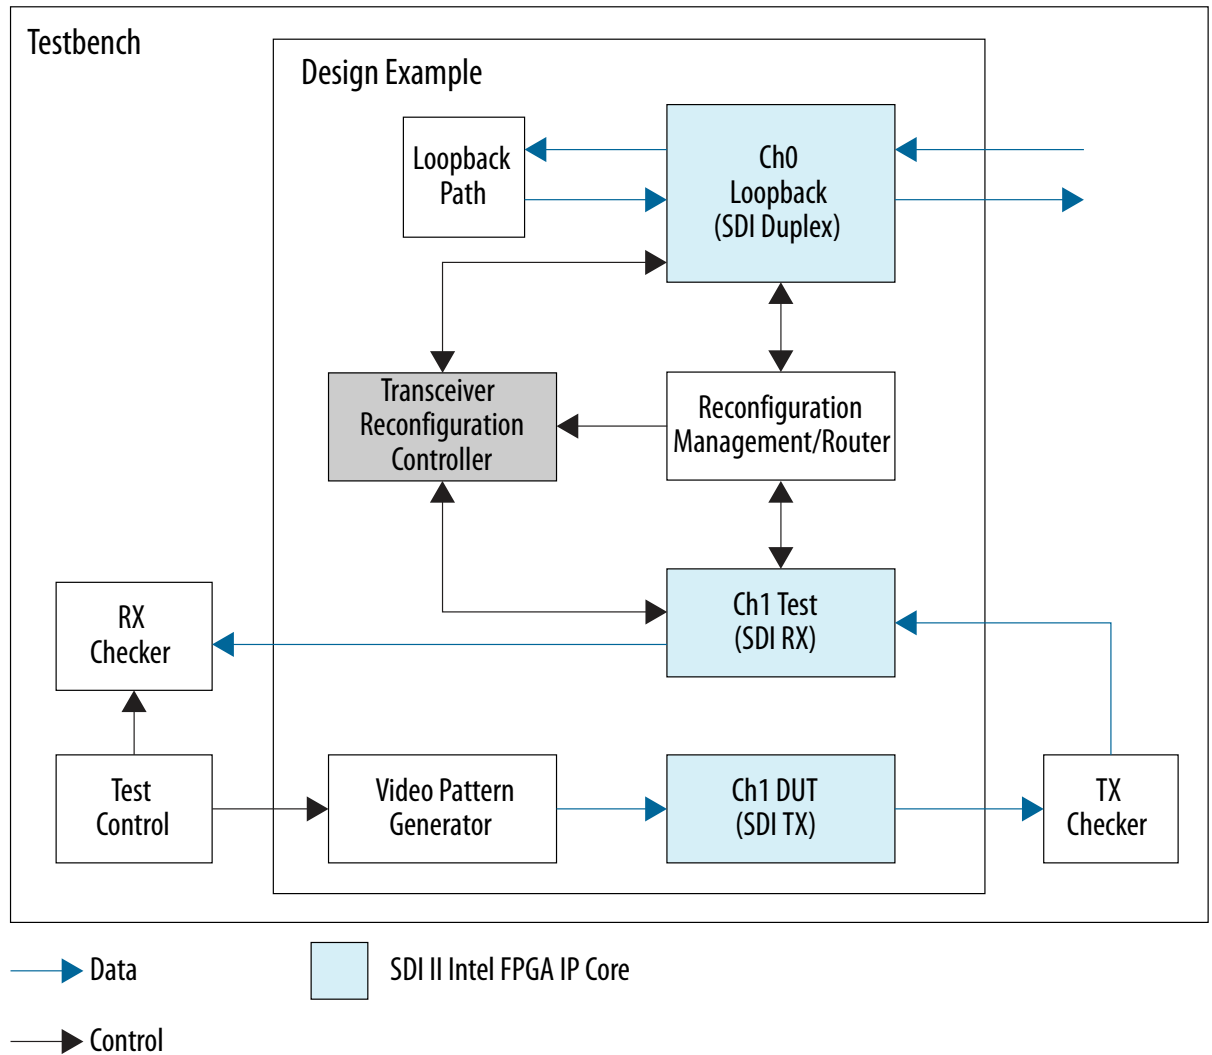 Testbench
Design Example
Loopback
Path
Ch0
Loopback
(SDI Duplex)
Transceiver
Reconfiguration
Controller
Reconfiguration
Management/Router
RX
Checker
Ch1 Test
(SDI RX)
Test
Control
Video Pattern
Generator
Ch1 DUT
(SDI TX)
TX
Checker
Data
SDI II Intel FPGA IP Core
Control